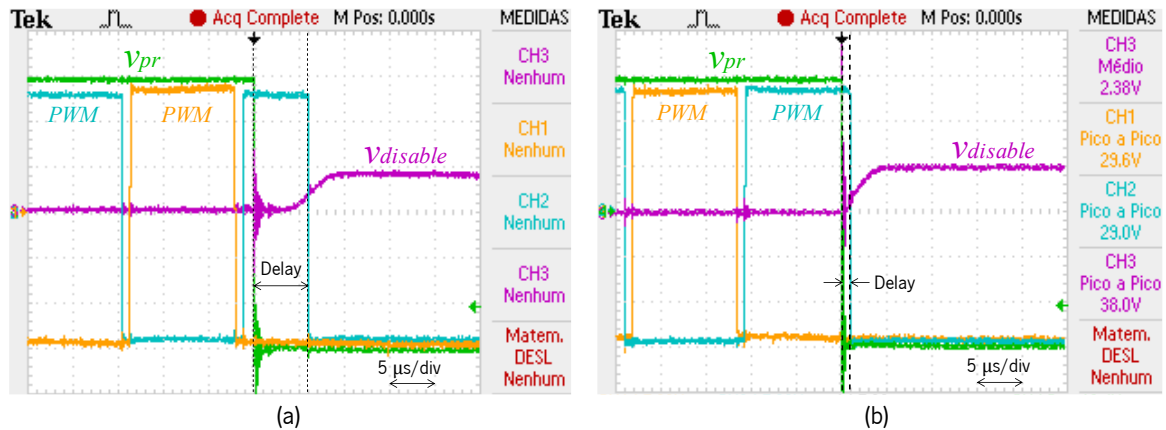 Tek Acq Complete M Pos: 0.000s MEDIDAS
CH3
Nenhum
CH1
Nenhum
CH2
Nenhum
CH3
Nenhum
Matem.
DESL
Nenhum
vpr
PWM PWM
vdisable
Delay
5 µs/div
(a)
Tek Acq Complete M Pos: 0.000s MEDIDAS
CH3
Médio
2.38V
CH1
Pico a Pico
29.6V
CH2
Pico a Pico
29.0V
CH3
Pico a Pico
38.0V
Matem.
DESL
Nenhum
vpr
PWM PWM
vdisable
Delay
5 µs/div
(b)